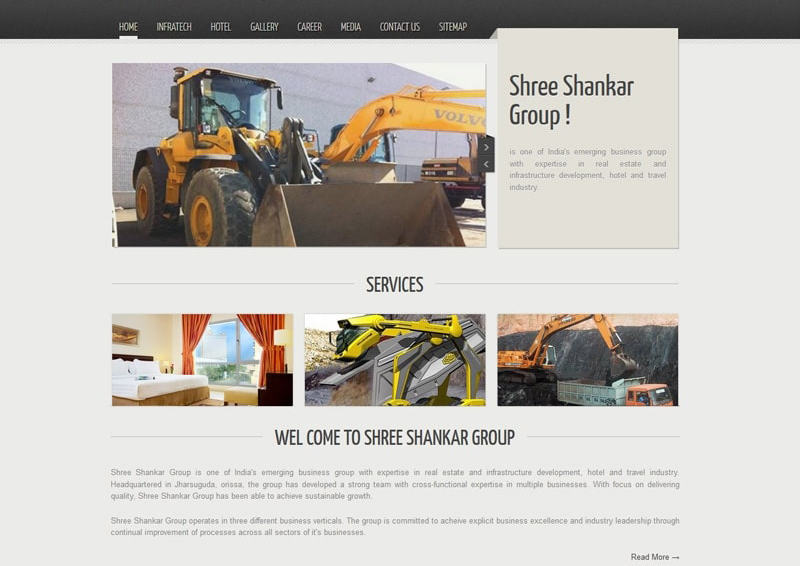 HOME INFRATECH HOTEL GALLERY CAREER MEDIA CONTACT US SITEMAP
VOLVO
VOLVO
Shree Shankar
Group !
is one of India's emerging business group
with expertise in real estate and
infrastructure development, hotel and travel
industry.
SERVICES
WEL COME TO SHREE SHANKAR GROUP
Shree Shankar Group is one of India's emerging business group with expertise in real estate and infrastructure development, hotel and travel industry.
Headquartered in Jharsuguda, orissa, the group has developed a strong team with cross-functional expertise in multiple businesses. With focus on delivering
quality, Shree Shankar Group has been able to achieve sustainable growth.
Shree Shankar Group operates in three different business verticals. The group is committed to acheive explicit business excellence and industry leadership through
continual improvement of processes across all sectors of it's businesses.
Read More →